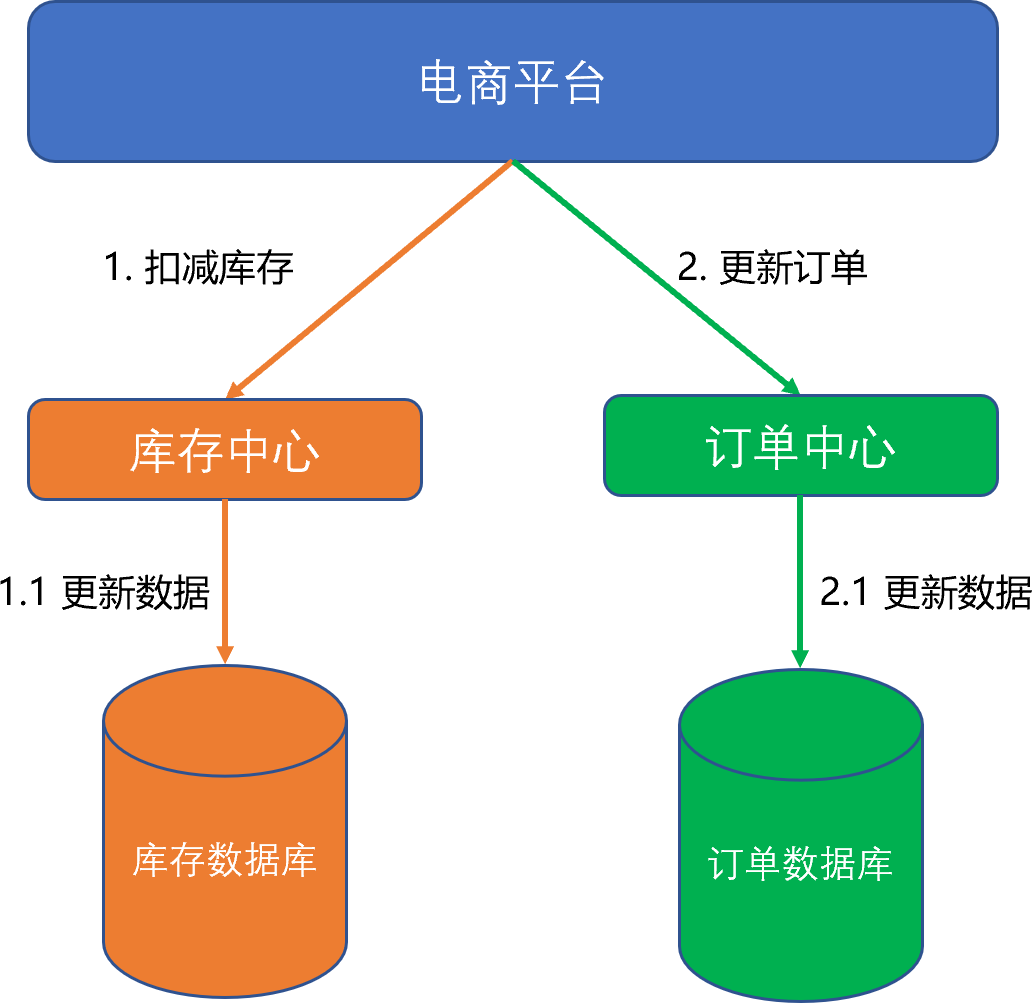 电商平台
1. 扣减库存
2. 更新订单
库存中心
订单中心
1.1 更新数据
2.1 更新数据
库存数据库
订单数据库